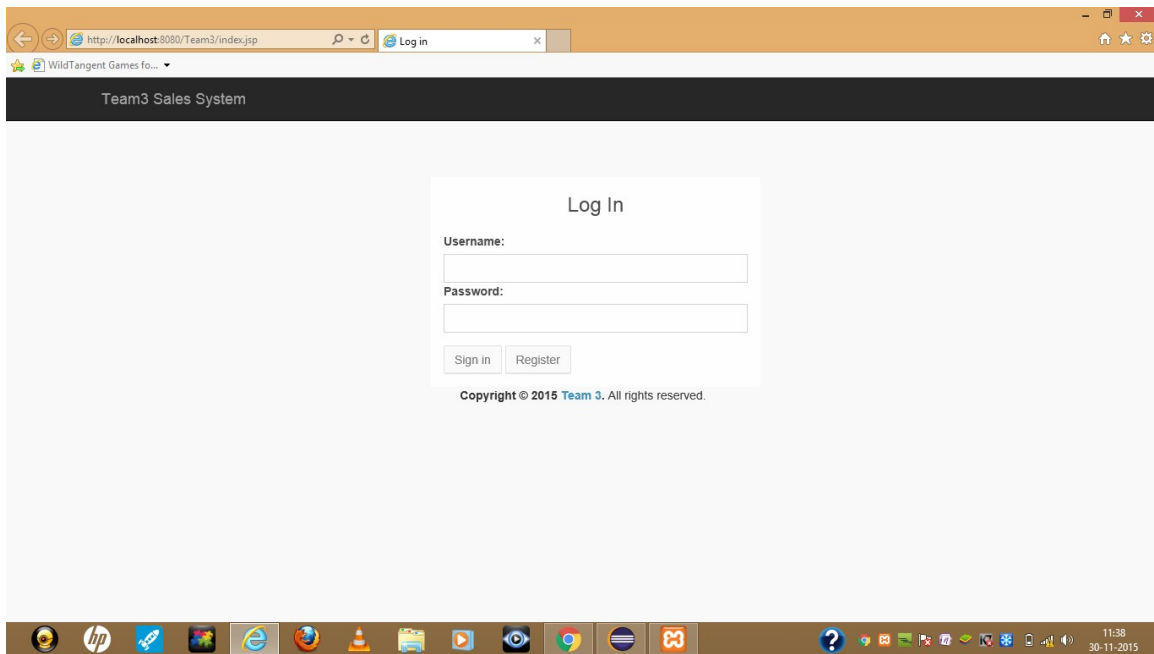 http://localhost:8080/Team3/index.jsp
Log in
WildTangent Games fo...
Team3 Sales System
Log In
Username:
Password:
Sign in Register
Copyright © 2015 Team 3. All rights reserved.
hp
11:38
30-11-2015